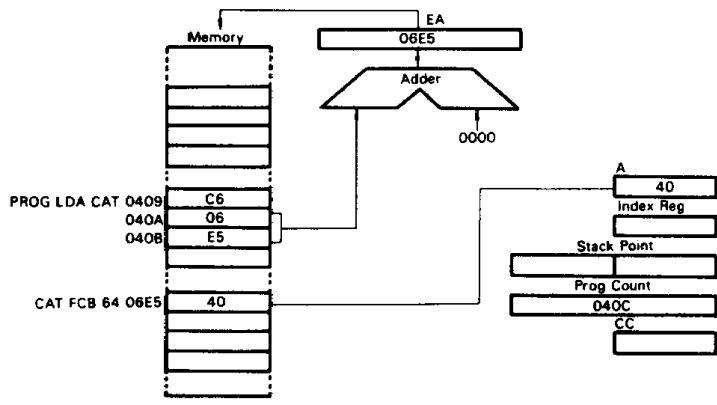 EA
Memory
06E5
Adder
0000
A
PROG LDA CAT 0409 C6
40
040A 06
Index Reg
040B E5
Stack Point
Prog Count
CAT FCB 64 06E5 40
040C
CC